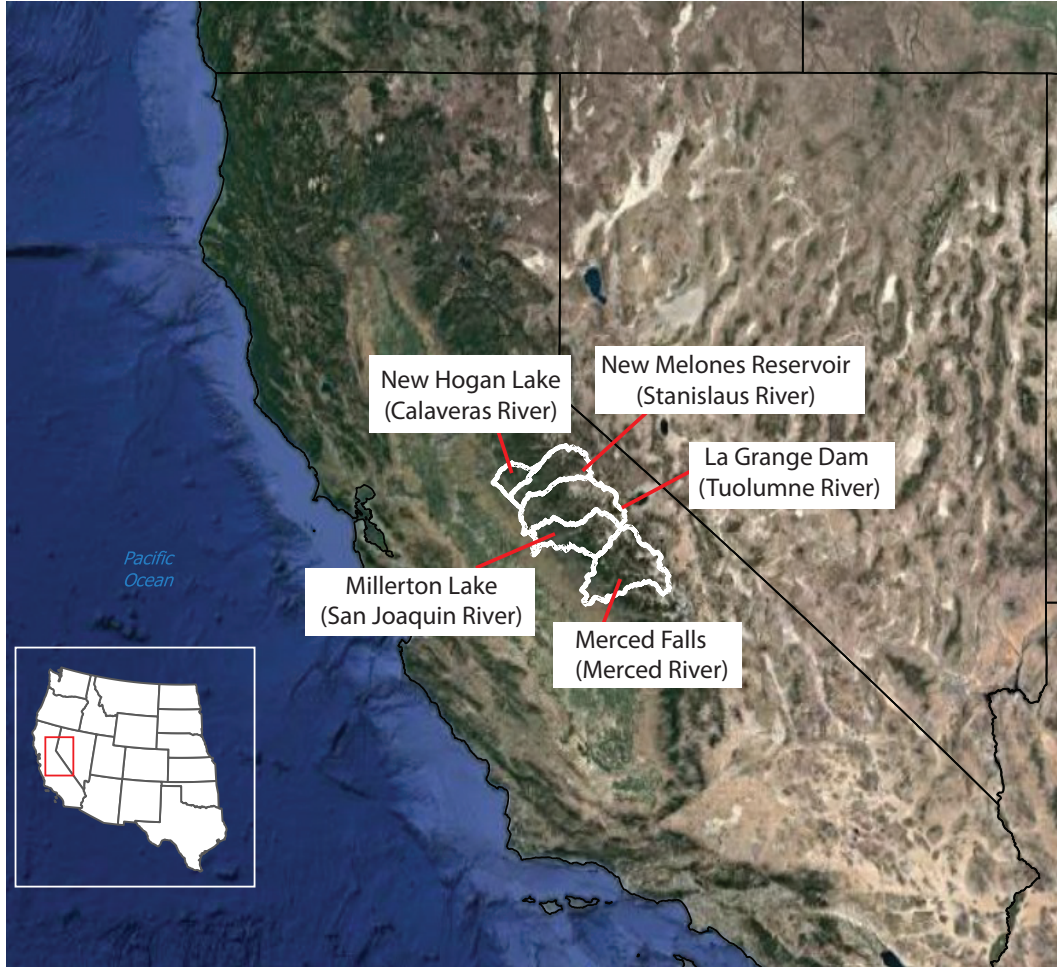 New Hogan Lake
(Calaveras River)
New Melones Reservoir
(Stanislaus River)
La Grange Dam
(Tuolumne River)
Pacific
Ocean
Millerton Lake
(San Joaquin River)
Merced Falls
(Merced River)